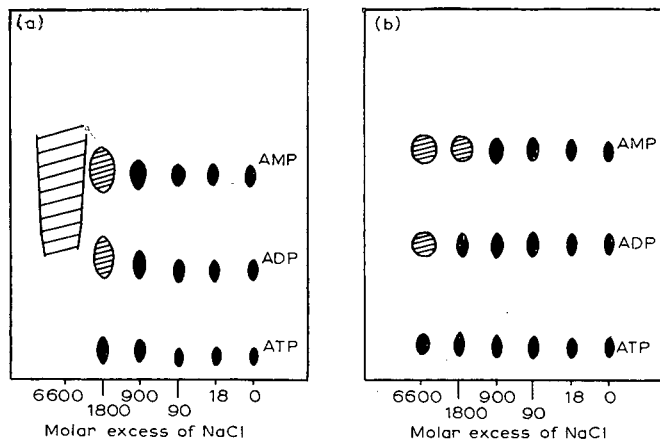 (a)
AMP
ADP
ATP
6600 1800 900 90 18 0
Molar excess of NaCl
(b)
AMP
ADP
ATP
6600 1800 900 90 18 0
Molar excess of NaCl